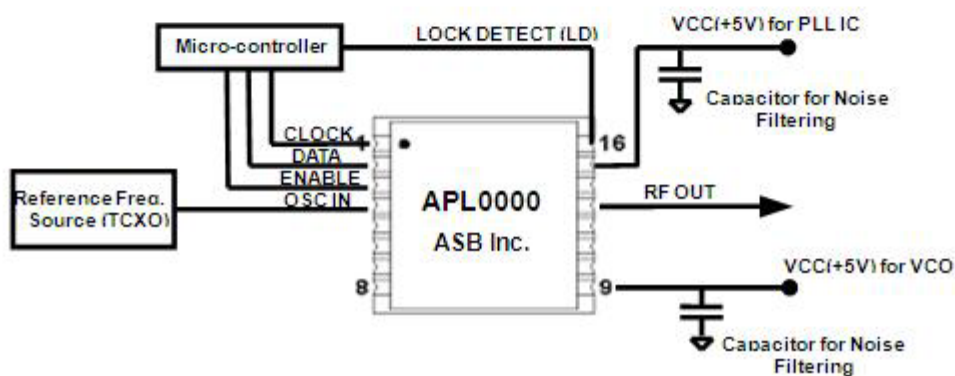 Micro-controller
LOCK DETECT (LD)
VCC(+5V) for PLL IC
Capacitor for Noise
Filtering
CLOCK
1
16
DATA
ENABLE
OSC IN
Reference Freq.
Source (TCXO)
APL0000
ASB Inc.
RF OUT
8
9
VCC(+5V) for VCO
Capacitor for Noise
Filtering